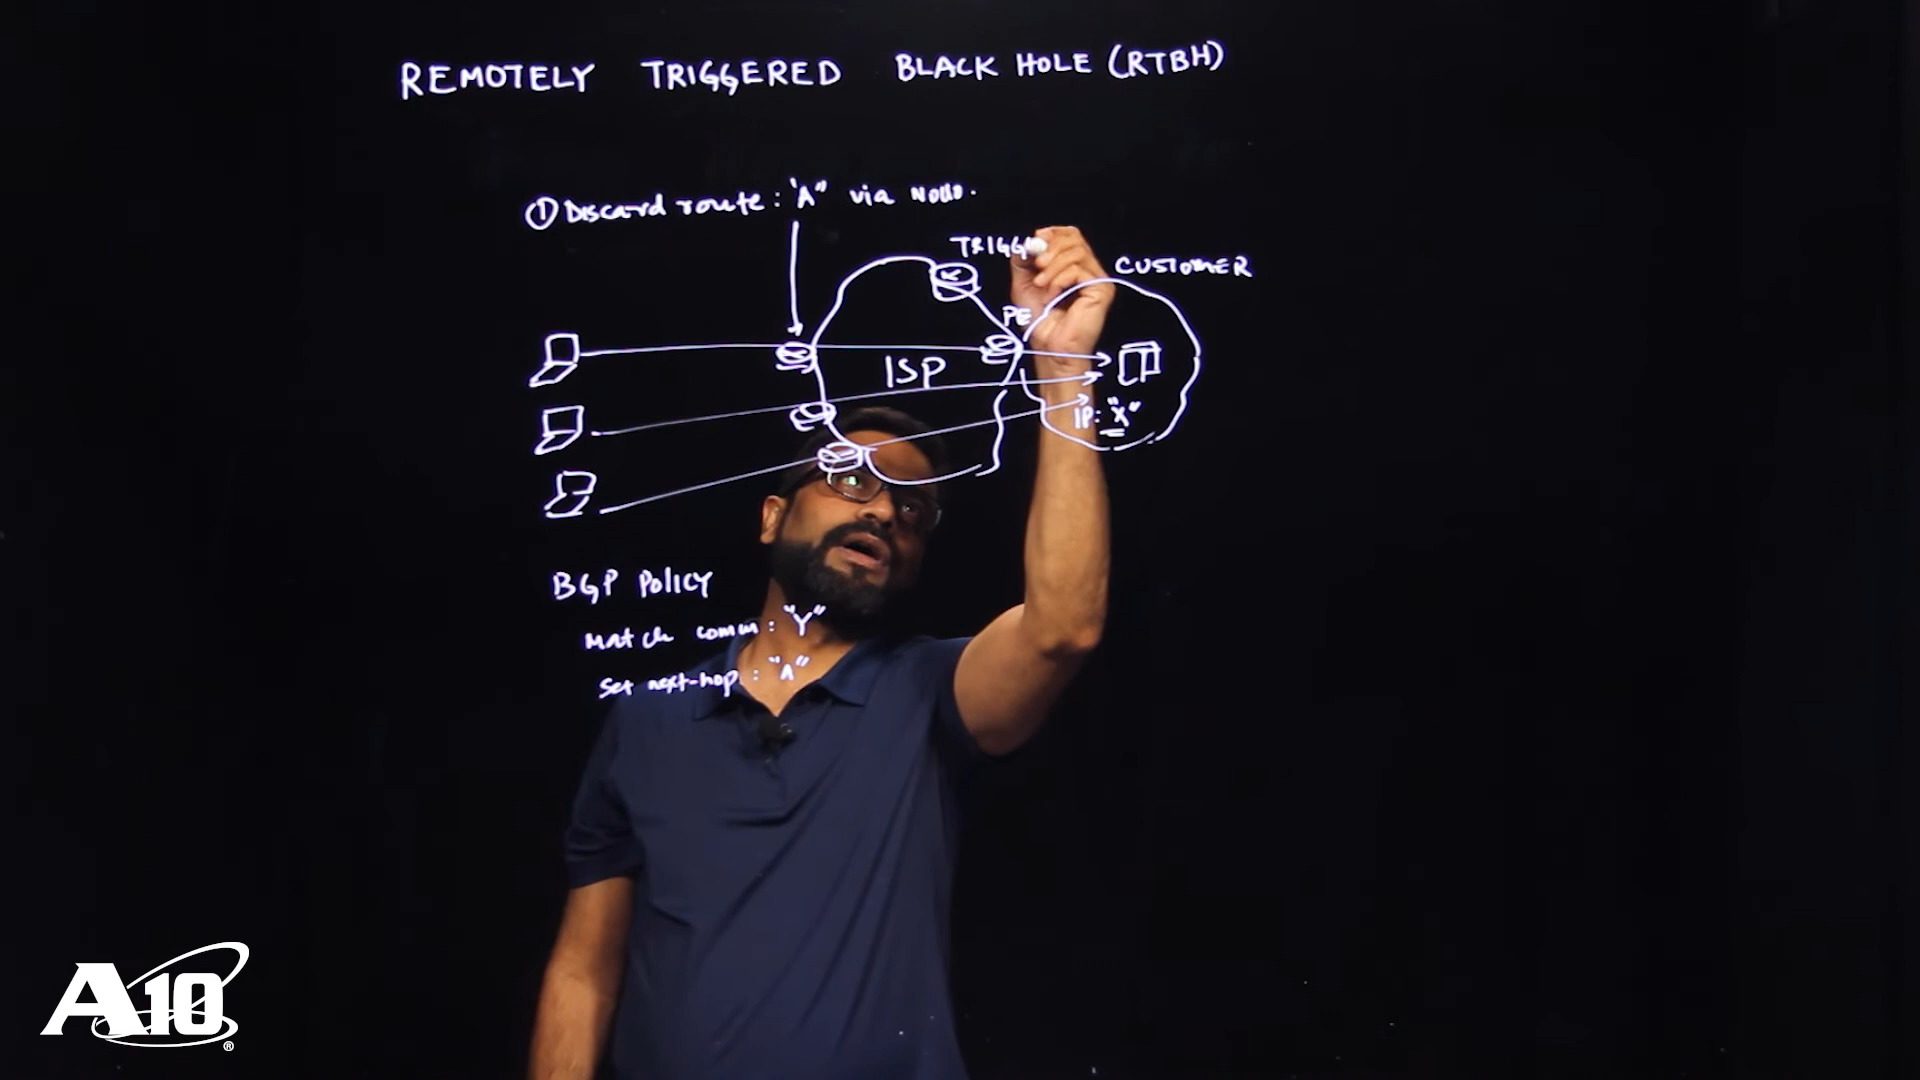 REMOTELY TRIGGERED BLACK HOLE (RTBH)
① Discard route: "A" via Null0.
TRIGG
CUSTOMER
PE
ISP
IP: "X"
BGP POLICY
Match comm: "Y"
Set next-hop: "A"
A10®